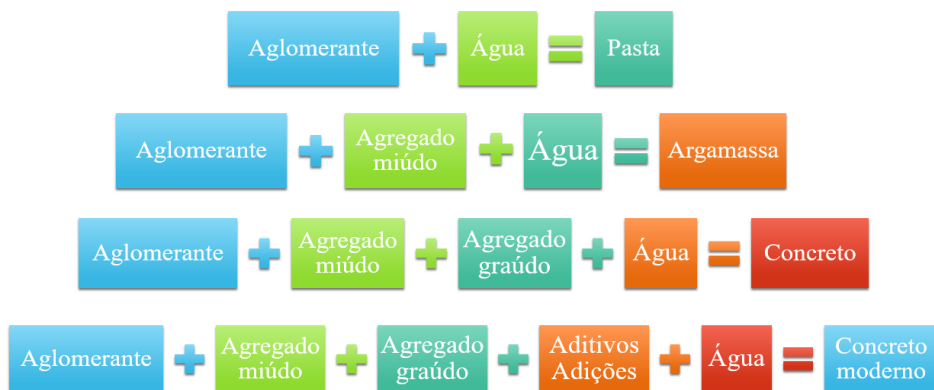 Aglomerante + Água = Pasta
Aglomerante + Agregado miúdo + Água = Argamassa
Aglomerante + Agregado miúdo + Agregado graúdo + Água = Concreto
Aglomerante + Agregado miúdo + Agregado graúdo + Aditivos Adições + Água = Concreto moderno